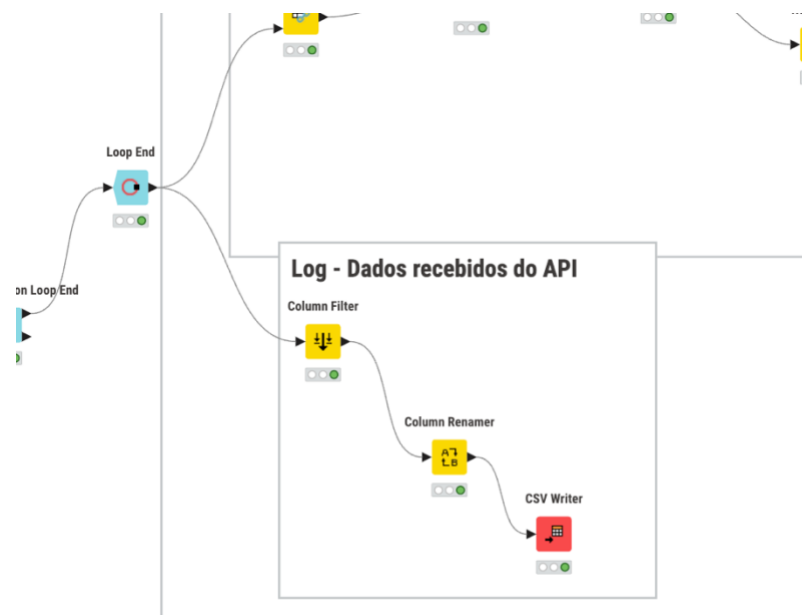 Loop End
on Loop End
Log - Dados recebidos do API
Column Filter
Column Renamer
A
B
CSV Writer